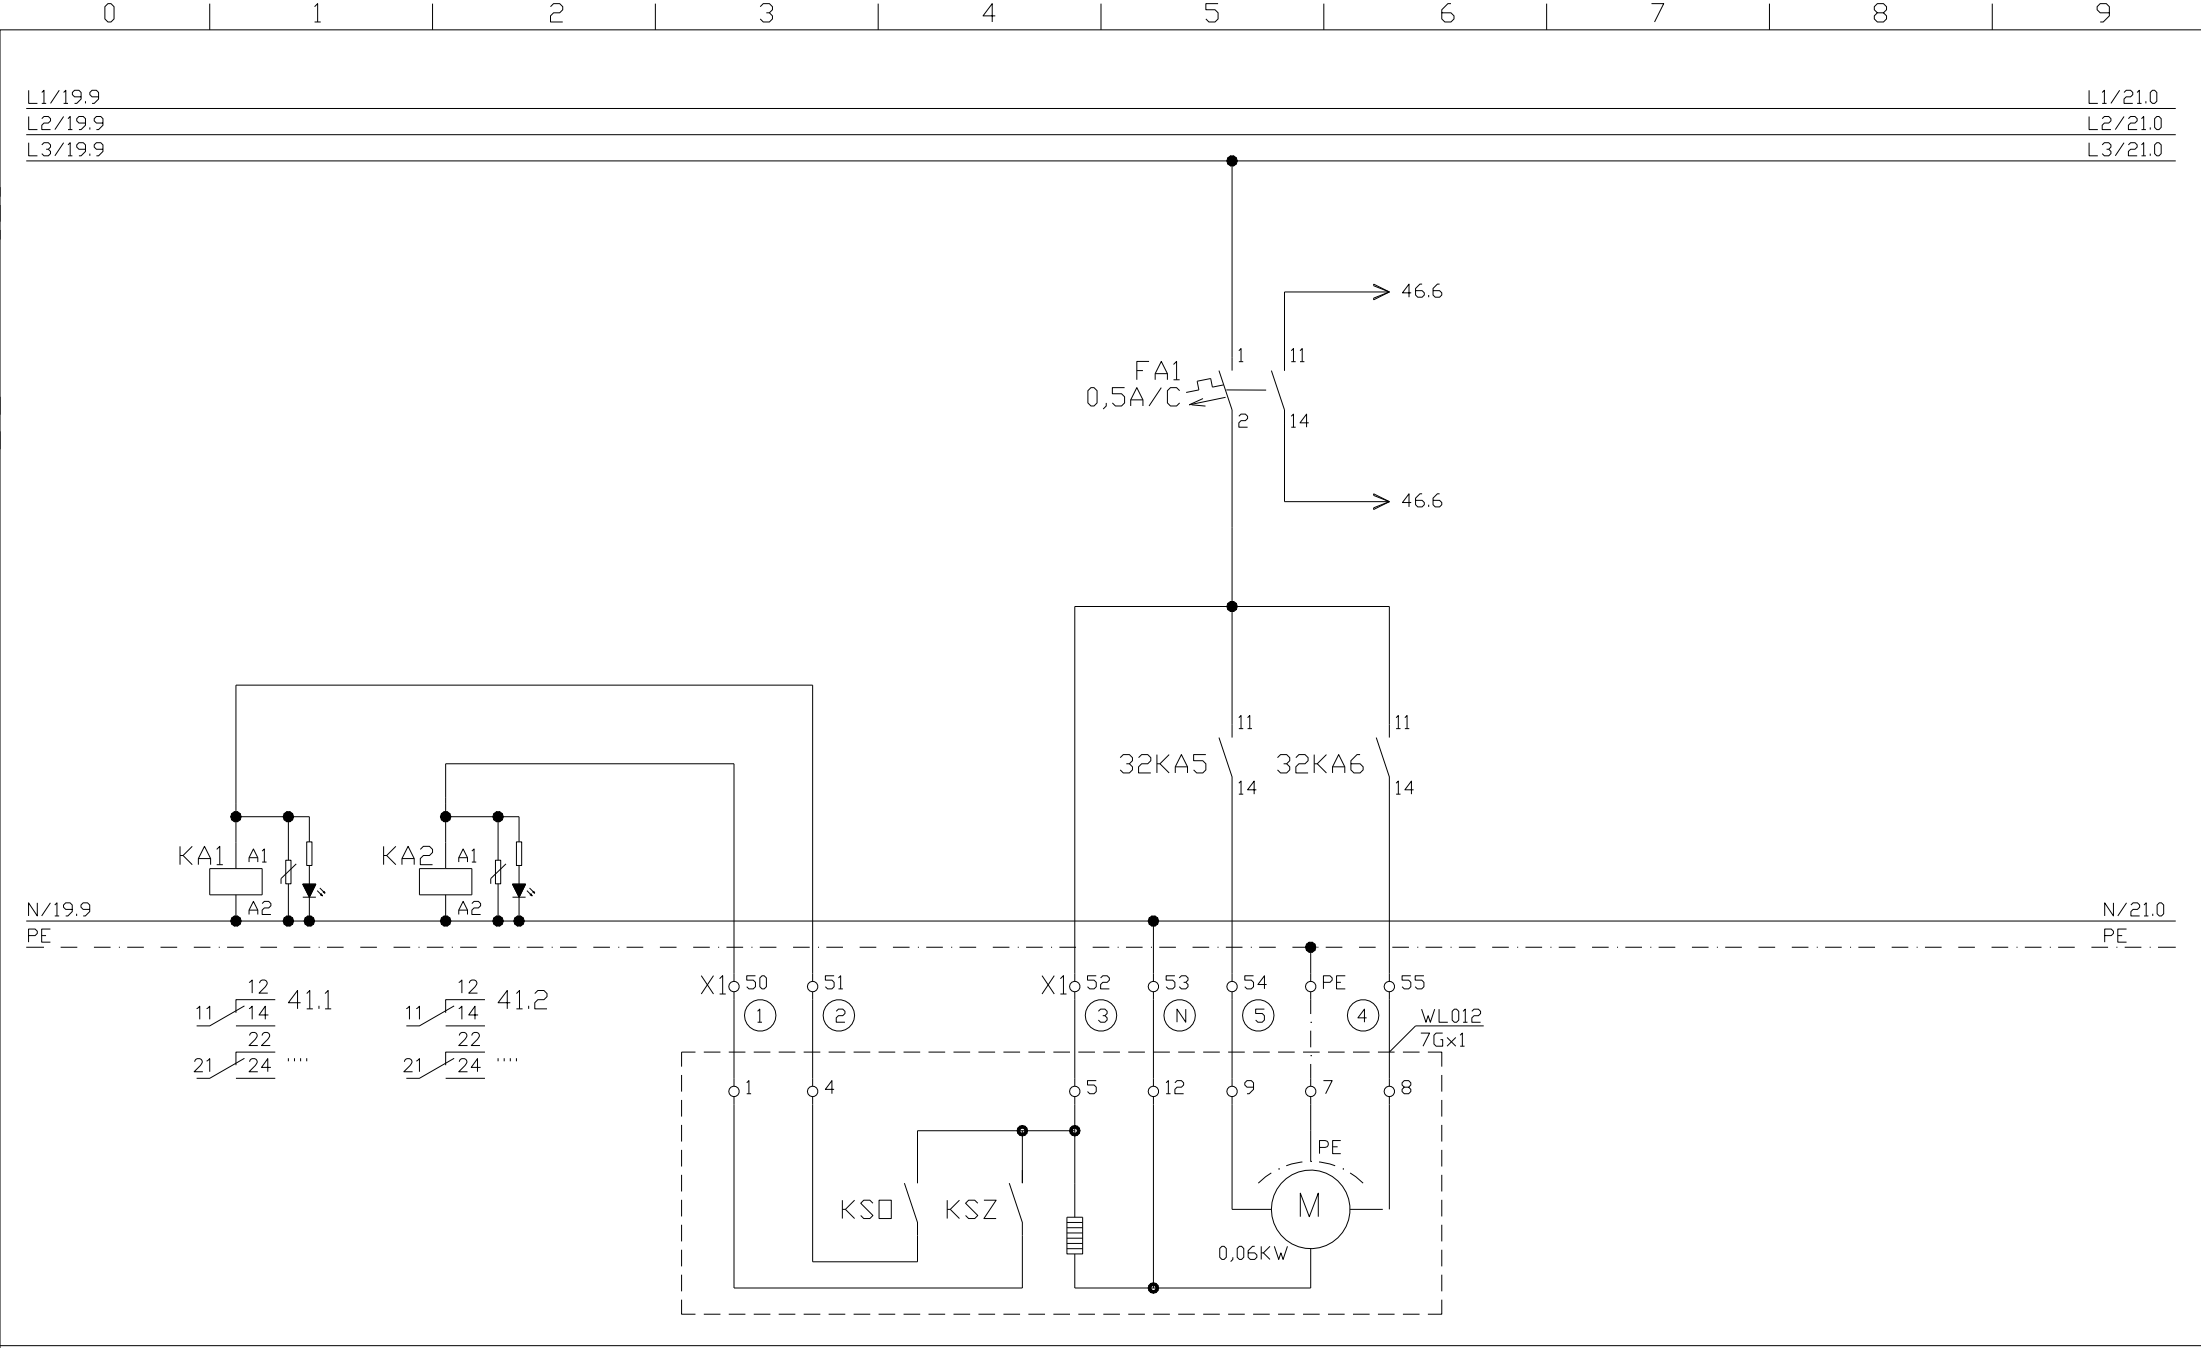 0 1 2 3 4 5 6 7 8 9
L1/19.9 L1/21.0
L2/19.9 L2/21.0
L3/19.9 L3/21.0
46.6
1 11
FA1
0,5A/C
2 14
46.6
11 11
32KA5 32KA6
14 14
KA1 A1 KA2 A1
A2 A2
N/19.9 N/21.0
PE PE
12 12
11 14 41.1 11 14 41.2
22 22
21 24 '''' 21 24 ''''
X1 50 51 X1 52 53 54 PE 55
1 2 3 N 5 4 WL012
7Gx1
1 4 5 12 9 7 8
PE
KSO KSZ M
0,06KW